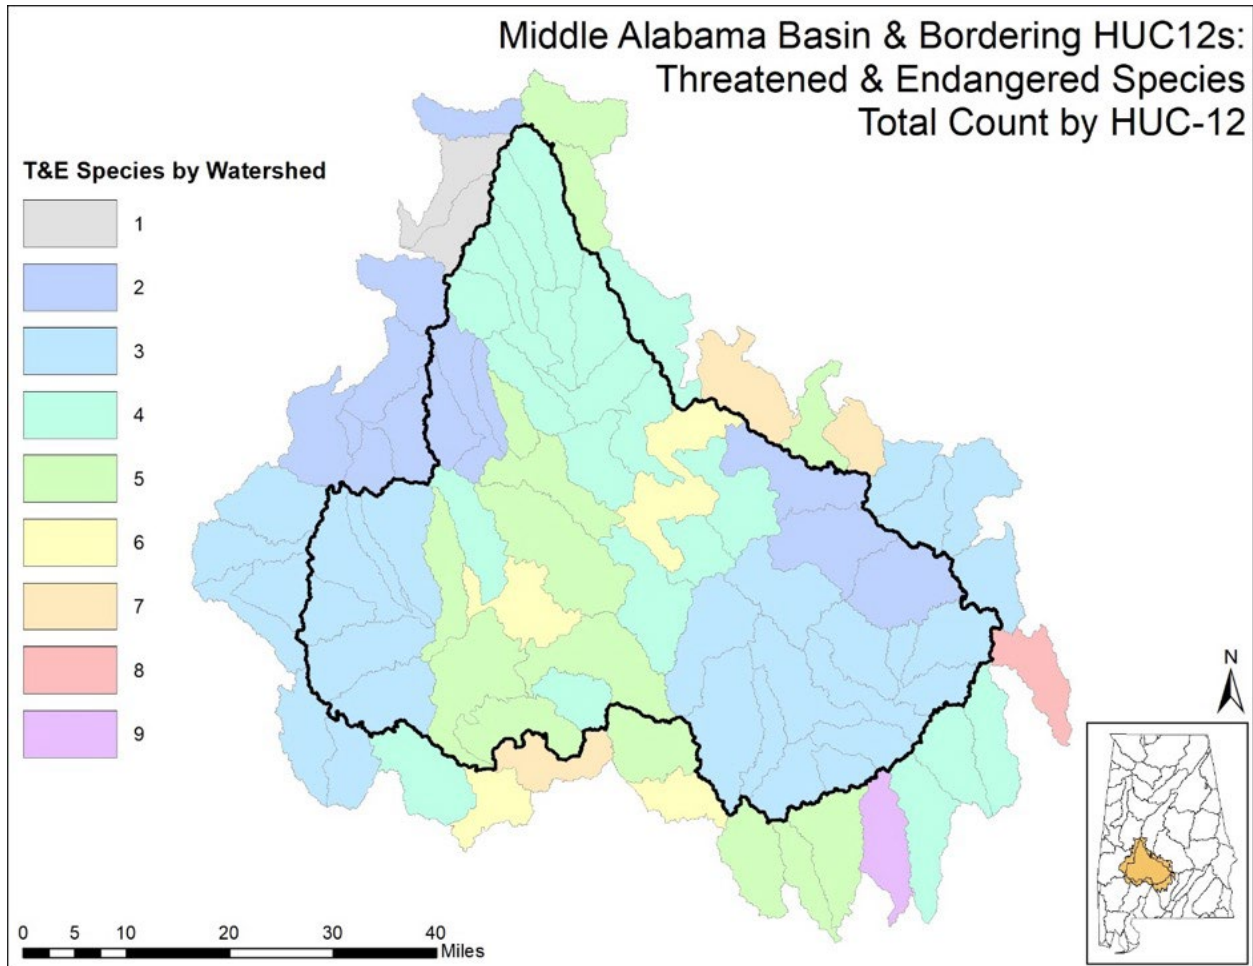 Middle Alabama Basin & Bordering HUC12s:
Threatened & Endangered Species
Total Count by HUC-12
T&E Species by Watershed
1
2
3
4
5
6
7
8
9
N
0 5 10 20 30 40
Miles